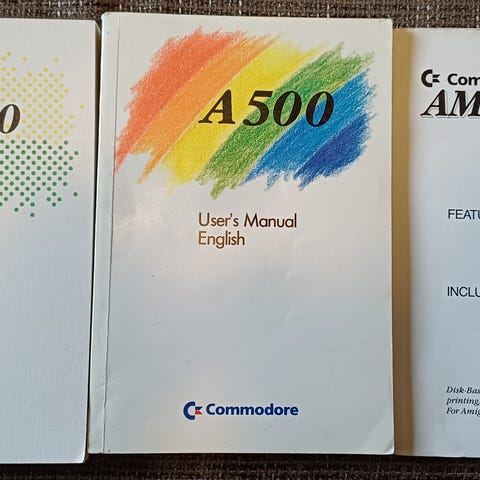 0
A500
User's Manual
English
Commodore
Com
AM
FEATU
INCLU
Disk-Bas
printing,
For Amig